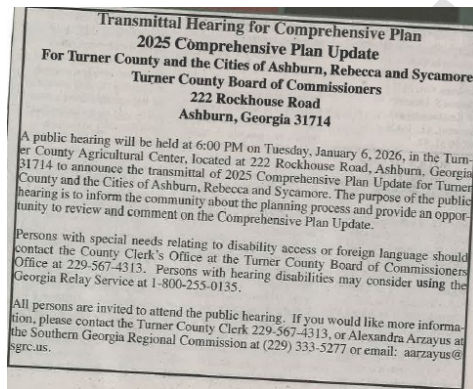 Transmittal Hearing for Comprehensive Plan
2025 Comprehensive Plan Update
For Turner County and the Cities of Ashburn, Rebecca and Sycamore
Turner County Board of Commissioners
222 Rockhouse Road
Ashburn, Georgia 31714
A public hearing will be held at 6:00 PM on Tuesday, January 6, 2026, in the Turn-
er County Agricultural Center, located at 222 Rockhouse Road, Ashburn, Georgia
31714 to announce the transmittal of 2025 Comprehensive Plan Update for Turner
County and the Cities of Ashburn, Rebecca and Sycamore. The purpose of the public
hearing is to inform the community about the planning process and provide an oppor-
tunity to review and comment on the Comprehensive Plan Update.
Persons with special needs relating to disability access or foreign language should
contact the County Clerk's Office at the Turner County Board of Commissioners
Office at 229-567-4313. Persons with hearing disabilities may consider using the
Georgia Relay Service at 1-800-255-0135.
All persons are invited to attend the public hearing. If you would like more informa-
tion, please contact the Turner County Clerk 229-567-4313, or Alexandra Arzayus at
the Southern Georgia Regional Commission at (229) 333-5277 or email: aarzayus@
sgrc.us.